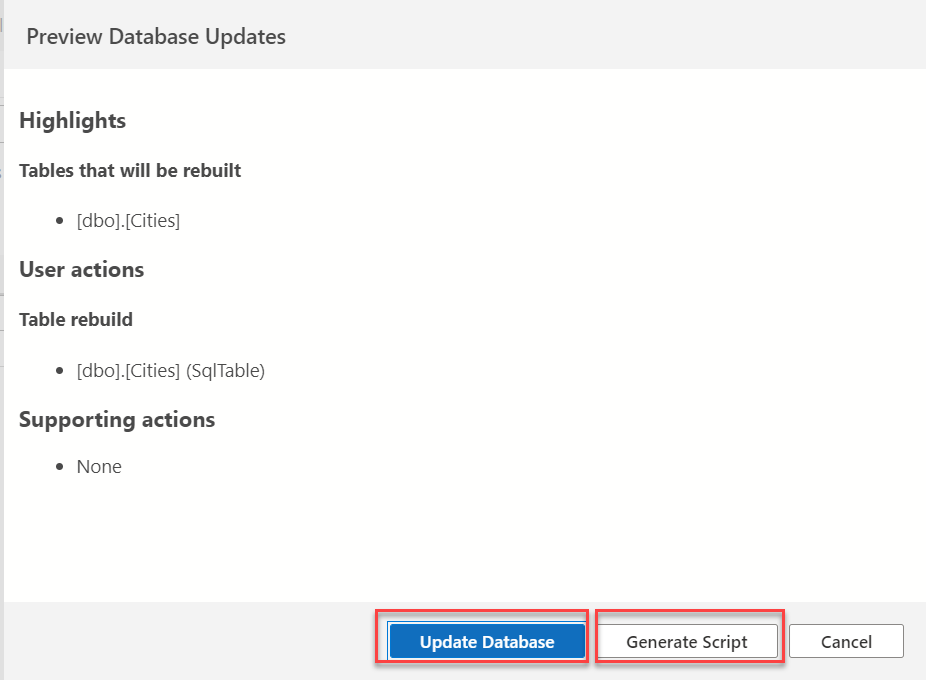 Preview Database Updates
Highlights
Tables that will be rebuilt
[dbo].[Cities]
User actions
Table rebuild
[dbo].[Cities] (SqlTable)
Supporting actions
None
Update Database
Generate Script
Cancel